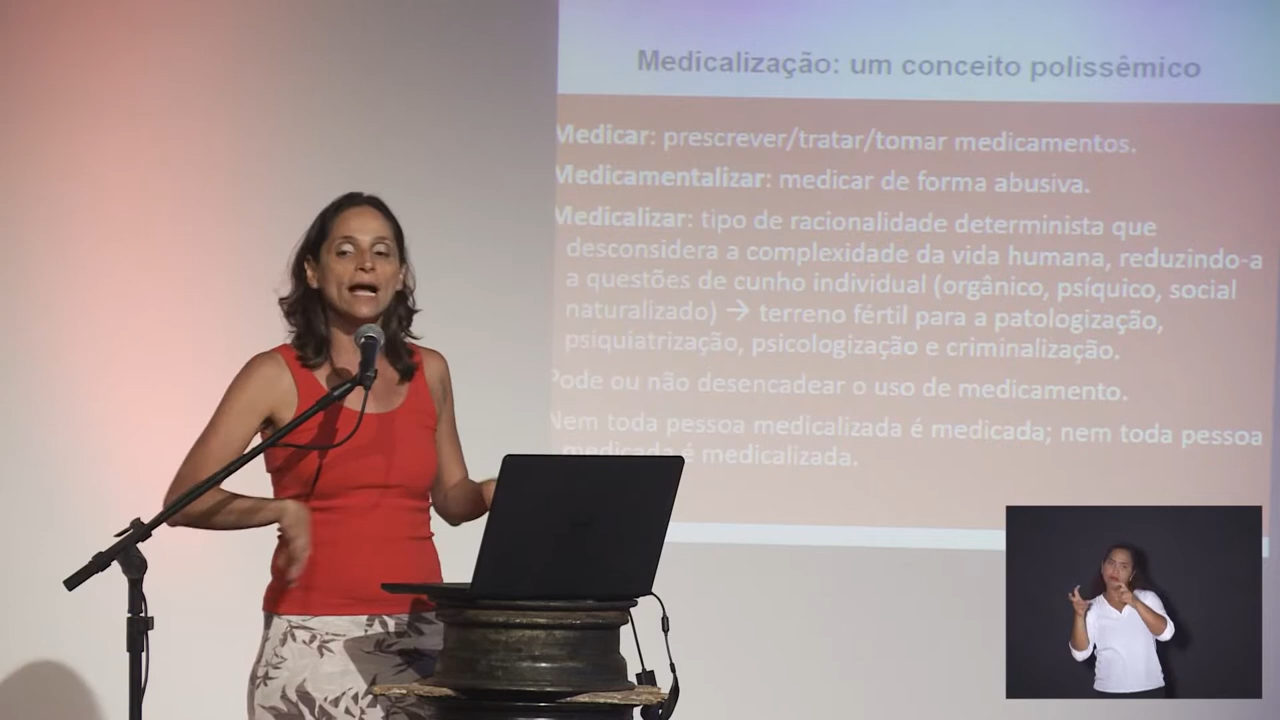 Medicalização: um conceito polissêmico
Medicar: prescrever/tratar/tomar medicamentos.
Medicamentalizar: medicar de forma abusiva.
Medicalizar: tipo de racionalidade determinista que
desconsidera a complexidade da vida humana, reduzindo-a
a questões de cunho individual (orgânico, psíquico, social
naturalizado) → terreno fértil para a patologização,
psiquiatrização, psicologização e criminalização.
Pode ou não desencadear o uso de medicamento.
Nem toda pessoa medicalizada é medicada; nem toda pessoa
medicada é medicalizada.